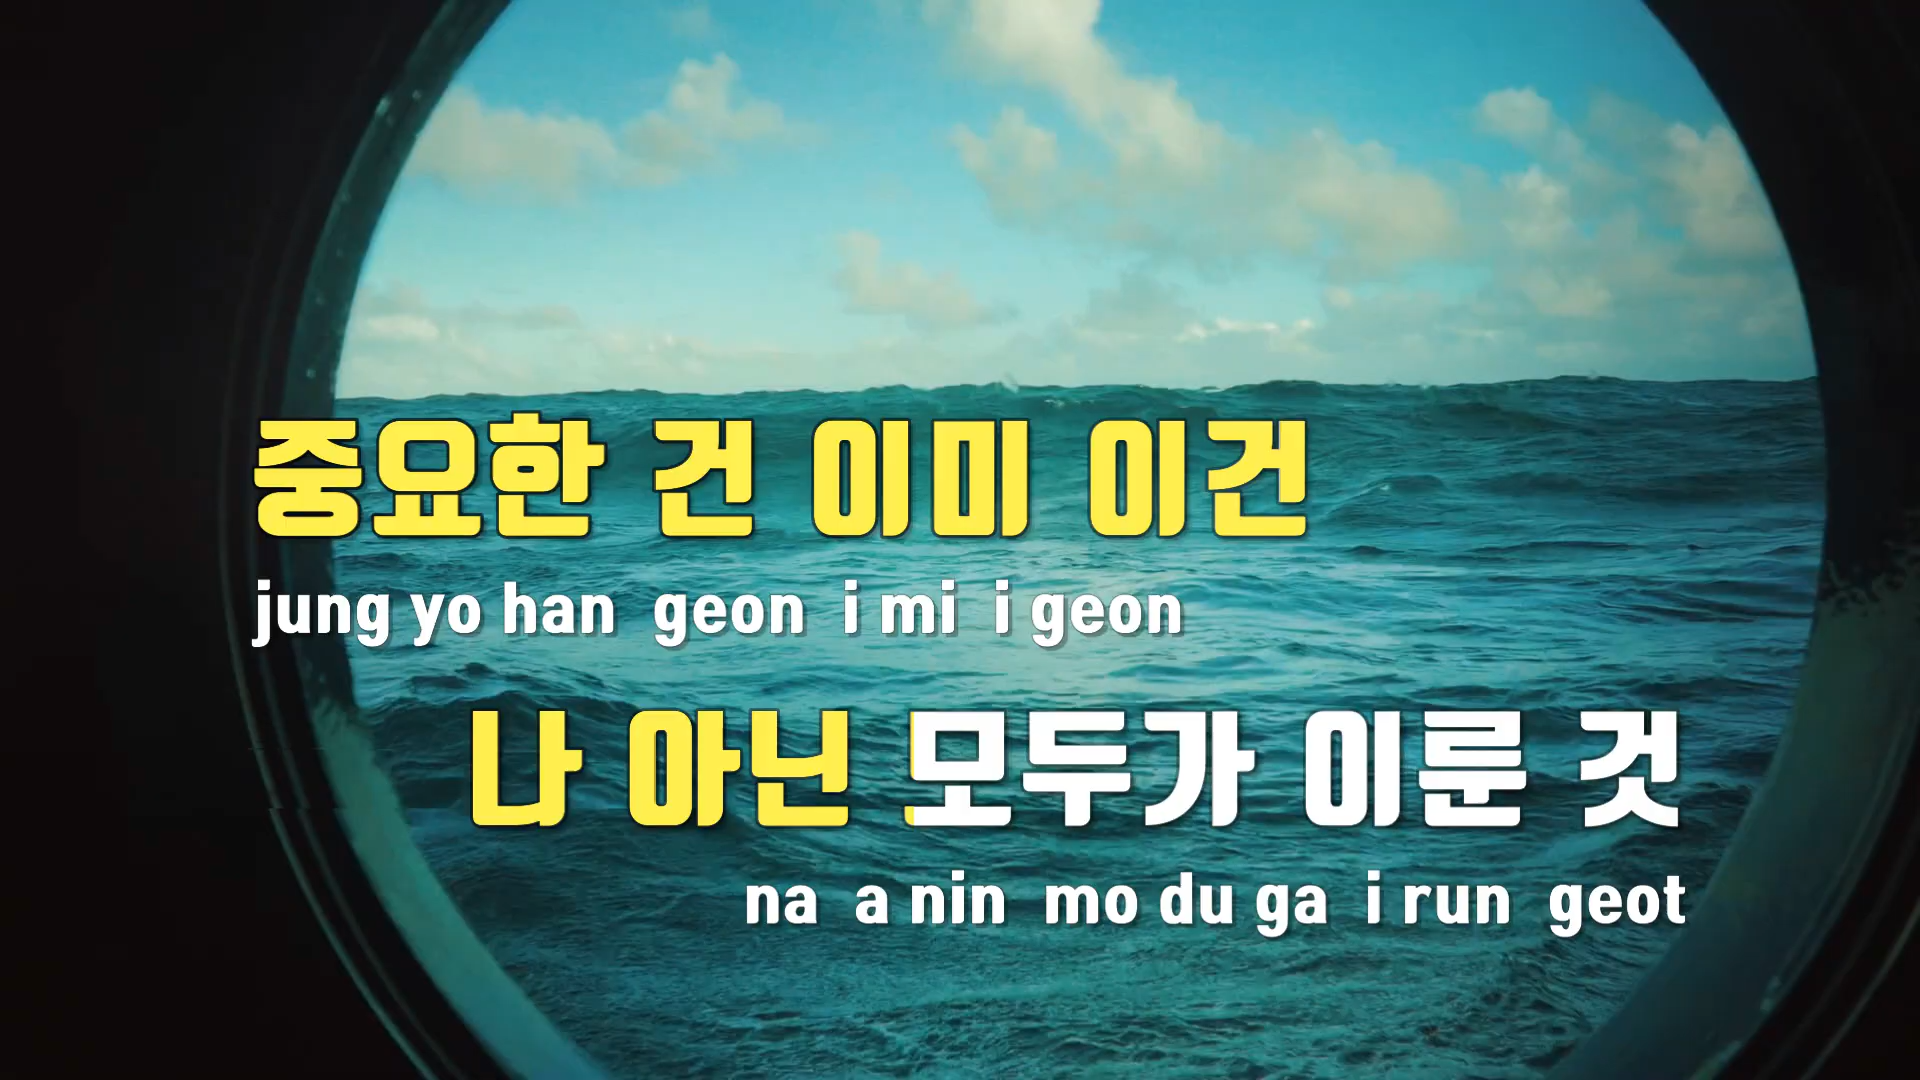 중요한 건 이미 이건
jung yo han geon i mi i geon
나 아닌 모두가 이룬 것
na a nin mo du ga i run geot